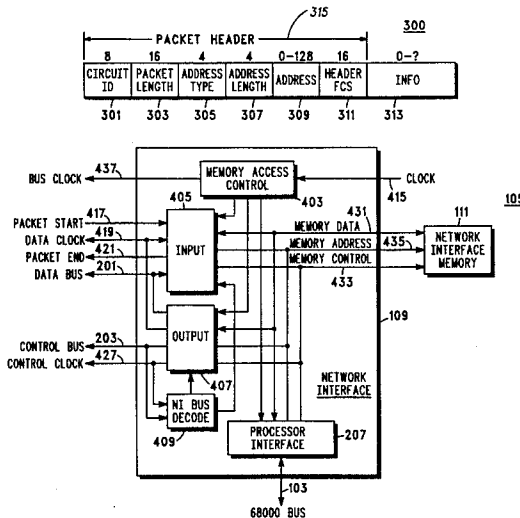 315
300
PACKET HEADER
8 16 4 4 0-128 16 0-?
CIRCUIT ID
PACKET LENGTH
ADDRESS TYPE
ADDRESS LENGTH
ADDRESS
HEADER FCS
INFO
301 303 305 307 309 311 313
437
BUS CLOCK
MEMORY ACCESS CONTROL
403
CLOCK
415
405
105
PACKET START
417
DATA CLOCK
419
PACKET END
421
DATA BUS
201
INPUT
MEMORY DATA
431
MEMORY ADDRESS
435
MEMORY CONTROL
433
111
NETWORK INTERFACE MEMORY
109
CONTROL BUS
203
CONTROL CLOCK
427
OUTPUT
407
NETWORK INTERFACE
NI BUS DECODE
409
PROCESSOR INTERFACE
207
103
68000 BUS